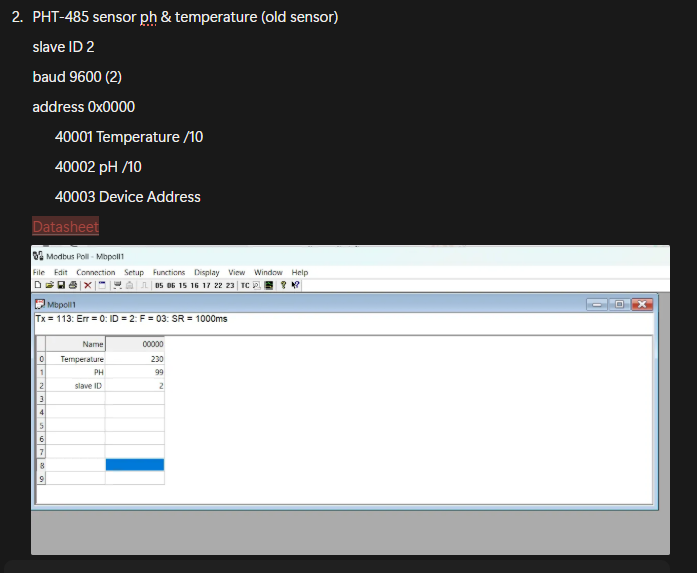 2. PHT-485 sensor ph & temperature (old sensor)
slave ID 2
baud 9600 (2)
address 0x0000
40001 Temperature /10
40002 pH /10
40003 Device Address
Datasheet
Modbus Poll - Mbpoll1
File Edit Connection Setup Functions Display View Window Help
05 06 15 16 17 22 23 TC
Mbpoll1
Tx = 113: Err = 0: ID = 2: F = 03: SR = 1000ms
Name 00000
0 Temperature 230
1 PH 99
2 slave ID 2
3
4
5
6
7
8
9